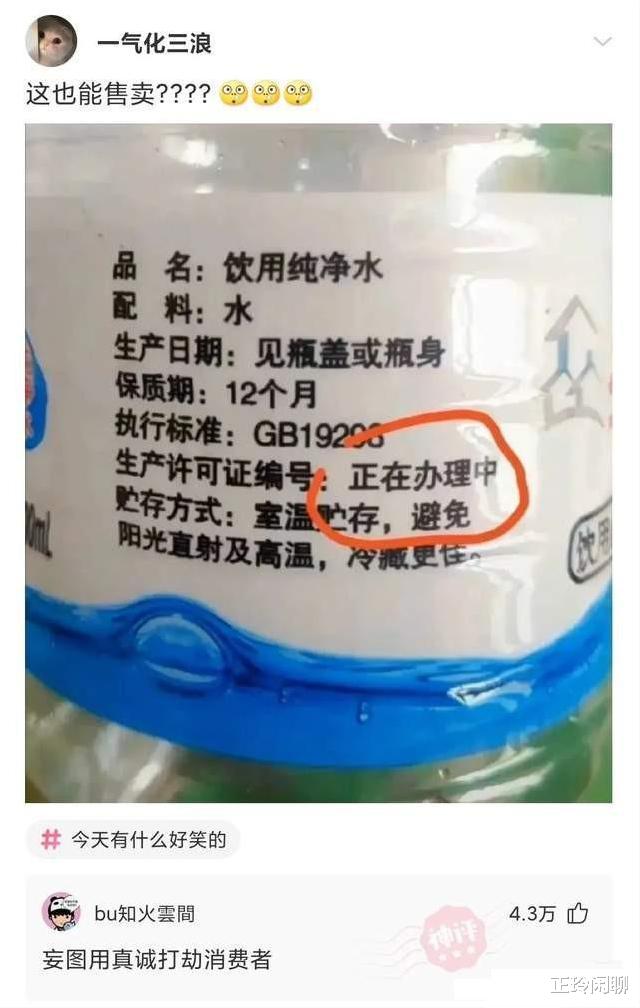 一气化三浪
这也能售卖????
品 名：饮用纯净水
配 料：水
生产日期：见瓶盖或瓶身
保质期：12个月
执行标准：GB19298
生产许可证编号：正在办理中
贮存方式：室温贮存，避免
阳光直射及高温，冷藏更佳。
饮用
0ml
# 今天有什么好笑的
bu知火雲間
4.3万
神评
妄图用真诚打劫消费者
正玲闲聊